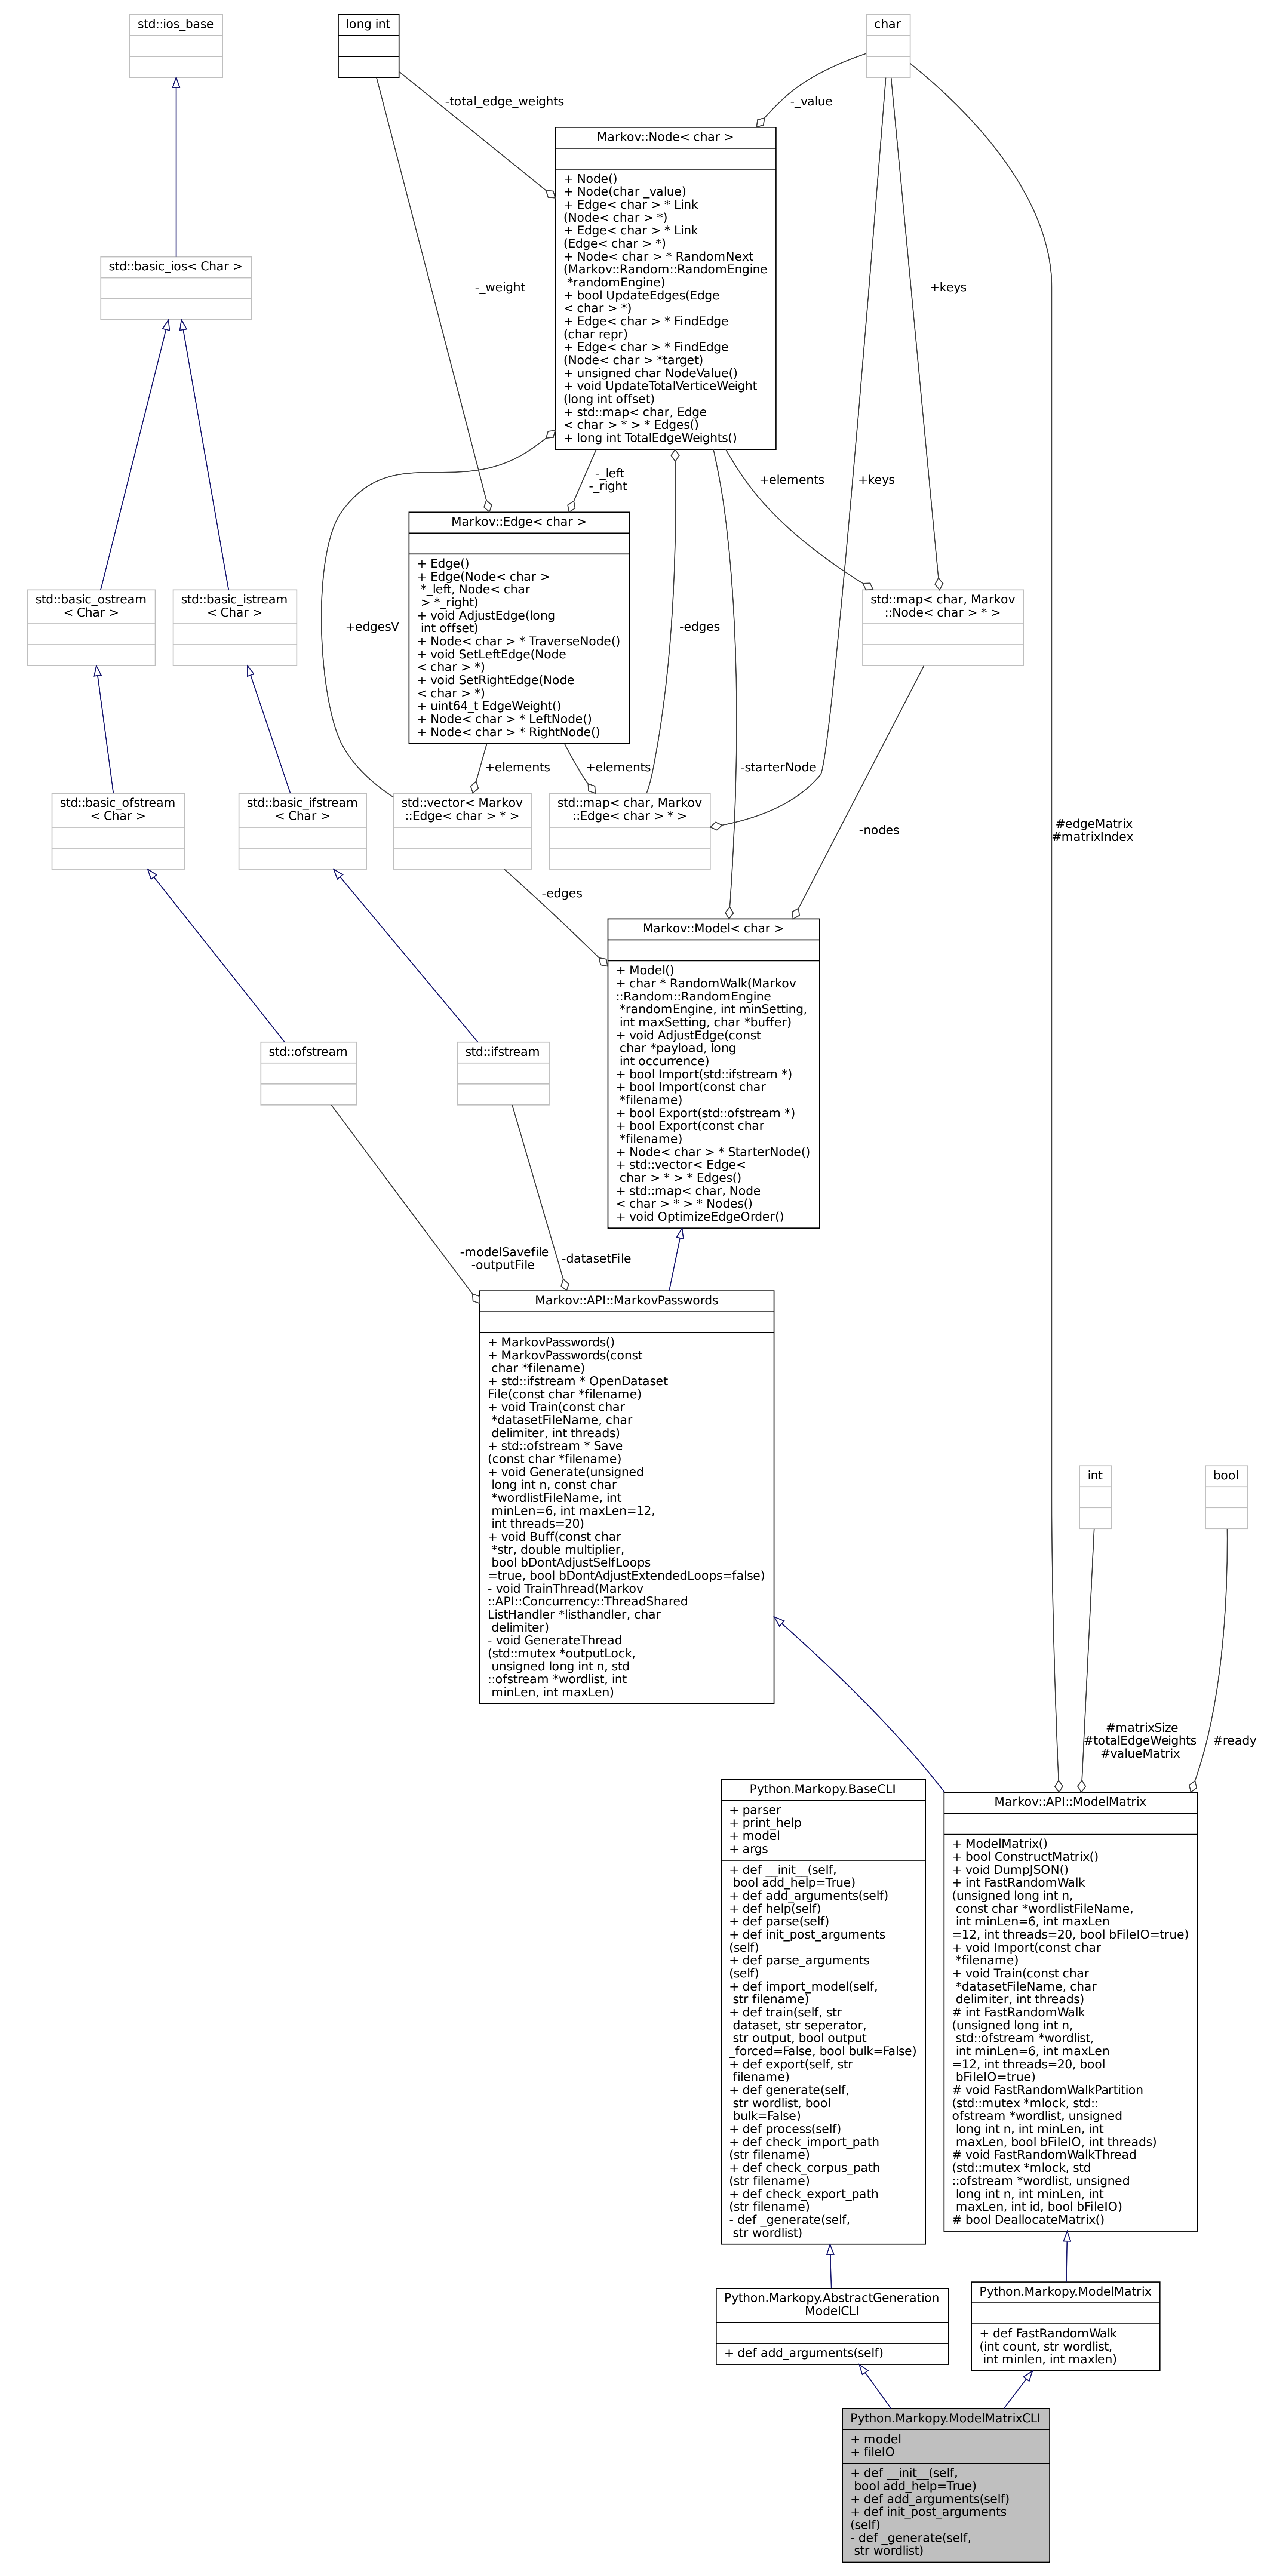 std::ios_base
long int
char
-total_edge_weights
-_value
Markov::Node< char >
+ Node()
+ Node(char _value)
+ Edge< char > * Link
(Node< char > *)
+ Edge< char > * Link
(Edge< char > *)
+ Node< char > * RandomNext
(Markov::Random::RandomEngine
 *randomEngine)
+ bool UpdateEdges(Edge
< char > *)
+ Edge< char > * FindEdge
(char repr)
+ Edge< char > * FindEdge
(Node< char > *target)
+ unsigned char NodeValue()
+ void UpdateTotalVerticeWeight
(long int offset)
+ std::map< char, Edge
< char > * > * Edges()
+ long int TotalEdgeWeights()
std::basic_ios< Char >
-_weight
+keys
-_left
-_right
+elements
+keys
Markov::Edge< char >
+ Edge()
+ Edge(Node< char >
 *_left, Node< char
 > *_right)
+ void AdjustEdge(long
 int offset)
+ Node< char > * TraverseNode()
+ void SetLeftEdge(Node
< char > *)
+ void SetRightEdge(Node
< char > *)
+ uint64_t EdgeWeight()
+ Node< char > * LeftNode()
+ Node< char > * RightNode()
std::basic_ostream
< Char >
std::basic_istream
< Char >
std::map< char, Markov
::Node< char > * >
+edgesV
-edges
+elements
+elements
-starterNode
std::basic_ofstream
< Char >
std::basic_ifstream
< Char >
std::vector< Markov
::Edge< char > * >
std::map< char, Markov
::Edge< char > * >
-nodes
#edgeMatrix
#matrixIndex
-edges
Markov::Model< char >
+ Model()
+ char * RandomWalk(Markov
::Random::RandomEngine
 *randomEngine, int minSetting,
 int maxSetting, char *buffer)
+ void AdjustEdge(const
 char *payload, long
 int occurrence)
+ bool Import(std::ifstream *)
+ bool Import(const char
 *filename)
+ bool Export(std::ofstream *)
+ bool Export(const char
 *filename)
+ Node< char > * StarterNode()
+ std::vector< Edge<
 char > * > * Edges()
+ std::map< char, Node
< char > * > * Nodes()
+ void OptimizeEdgeOrder()
std::ofstream
std::ifstream
-modelSavefile
-outputFile
-datasetFile
Markov::API::MarkovPasswords
+ MarkovPasswords()
+ MarkovPasswords(const
 char *filename)
+ std::ifstream * OpenDataset
File(const char *filename)
+ void Train(const char
 *datasetFileName, char
 delimiter, int threads)
+ std::ofstream * Save
(const char *filename)
+ void Generate(unsigned
 long int n, const char
 *wordlistFileName, int
 minLen=6, int maxLen=12,
 int threads=20)
+ void Buff(const char
 *str, double multiplier,
 bool bDontAdjustSelfLoops
=true, bool bDontAdjustExtendedLoops=false)
- void TrainThread(Markov
::API::Concurrency::ThreadShared
ListHandler *listhandler, char
 delimiter)
- void GenerateThread
(std::mutex *outputLock,
 unsigned long int n, std
::ofstream *wordlist, int
 minLen, int maxLen)
int
bool
#matrixSize
#totalEdgeWeights
#valueMatrix
#ready
Python.Markopy.BaseCLI
+ parser
+ print_help
+ model
+ args
+ def __init__(self,
 bool add_help=True)
+ def add_arguments(self)
+ def help(self)
+ def parse(self)
+ def init_post_arguments
(self)
+ def parse_arguments
(self)
+ def import_model(self,
 str filename)
+ def train(self, str
 dataset, str seperator,
 str output, bool output
_forced=False, bool bulk=False)
+ def export(self, str
 filename)
+ def generate(self,
 str wordlist, bool
 bulk=False)
+ def process(self)
+ def check_import_path
(str filename)
+ def check_corpus_path
(str filename)
+ def check_export_path
(str filename)
- def _generate(self,
 str wordlist)
Markov::API::ModelMatrix
+ ModelMatrix()
+ bool ConstructMatrix()
+ void DumpJSON()
+ int FastRandomWalk
(unsigned long int n,
 const char *wordlistFileName,
 int minLen=6, int maxLen
=12, int threads=20, bool bFileIO=true)
+ void Import(const char
 *filename)
+ void Train(const char
 *datasetFileName, char
 delimiter, int threads)
# int FastRandomWalk
(unsigned long int n,
 std::ofstream *wordlist,
 int minLen=6, int maxLen
=12, int threads=20, bool
 bFileIO=true)
# void FastRandomWalkPartition
(std::mutex *mlock, std::
ofstream *wordlist, unsigned
 long int n, int minLen, int
 maxLen, bool bFileIO, int threads)
# void FastRandomWalkThread
(std::mutex *mlock, std
::ofstream *wordlist, unsigned
 long int n, int minLen, int
 maxLen, int id, bool bFileIO)
# bool DeallocateMatrix()
Python.Markopy.AbstractGeneration
ModelCLI
+ def add_arguments(self)
Python.Markopy.ModelMatrix
+ def FastRandomWalk
(int count, str wordlist,
 int minlen, int maxlen)
Python.Markopy.ModelMatrixCLI
+ model
+ fileIO
+ def __init__(self,
 bool add_help=True)
+ def add_arguments(self)
+ def init_post_arguments
(self)
- def _generate(self,
 str wordlist)